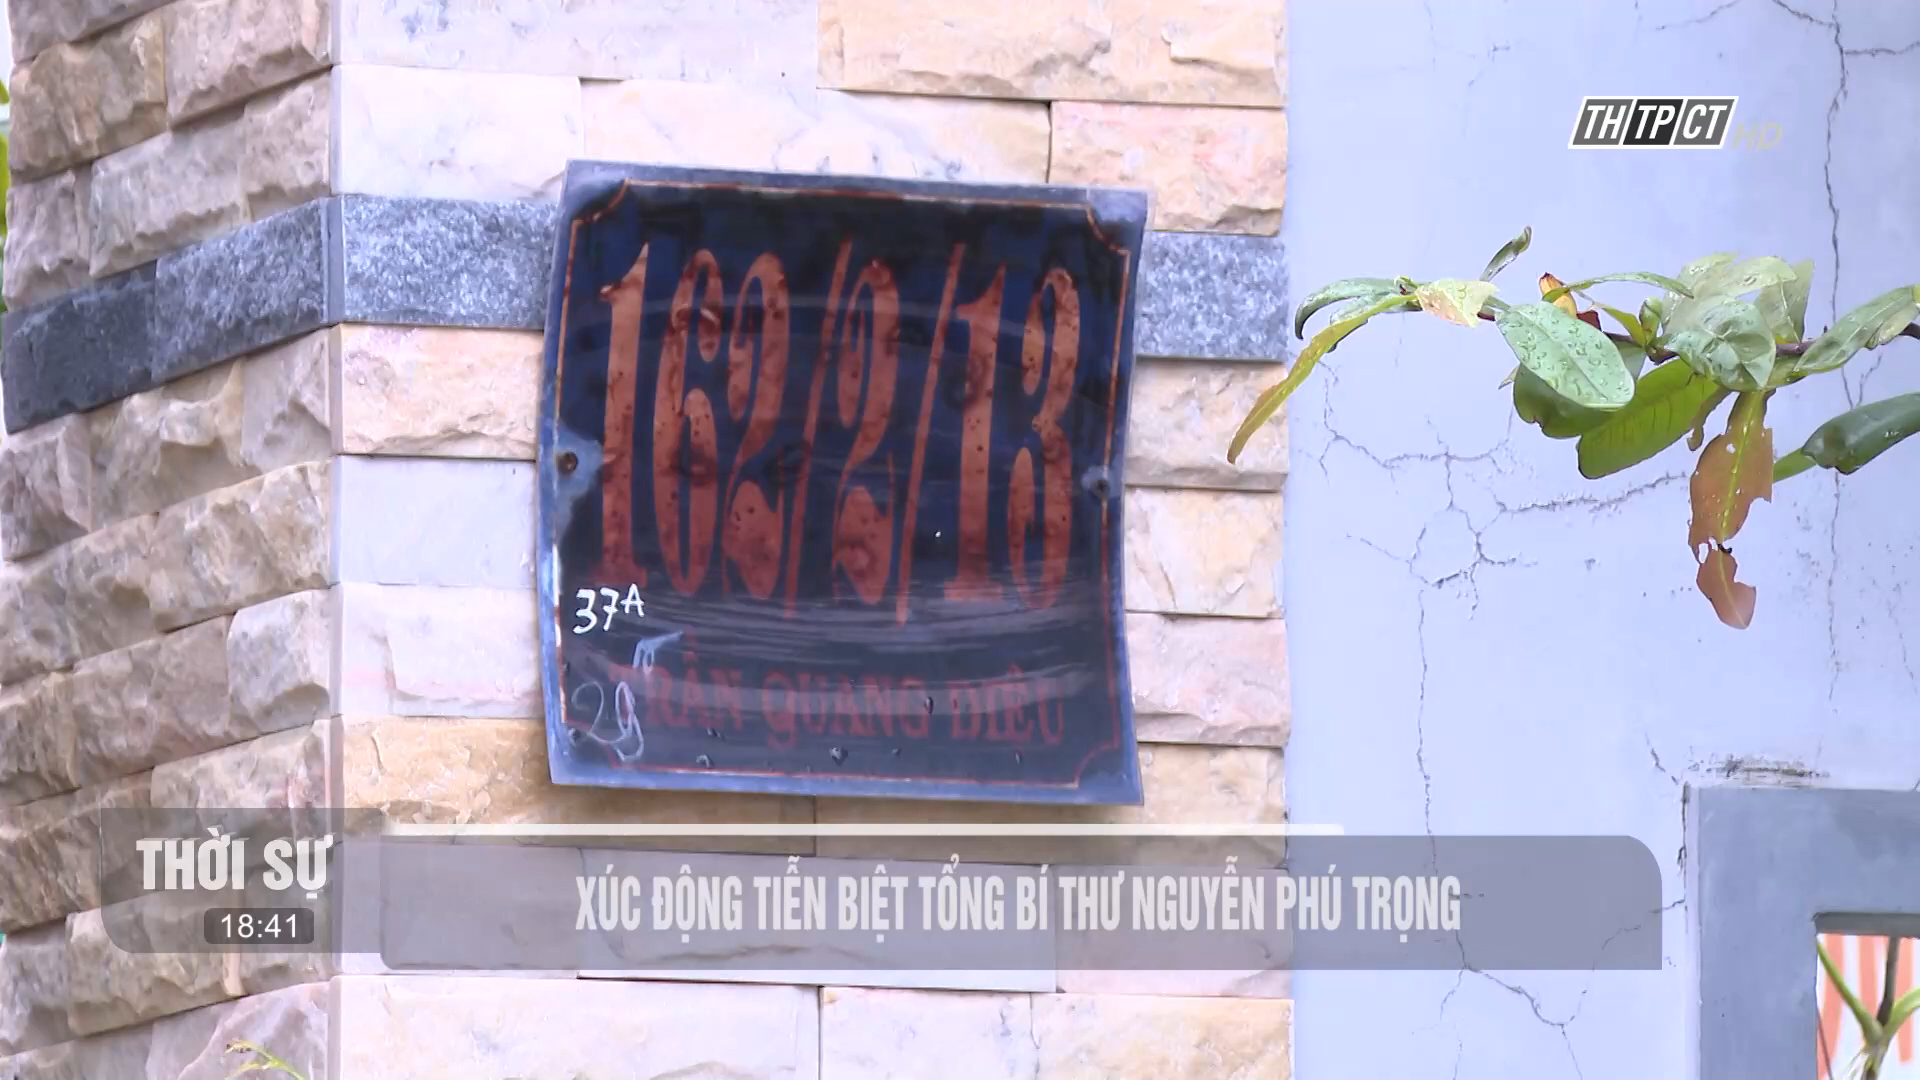 THTPCT HD
162/2/13
37A
29
TRẦN QUANG DIỆU
THỜI SỰ
18:41
XÚC ĐỘNG TIỄN BIỆT TỔNG BÍ THƯ NGUYỄN PHÚ TRỌNG